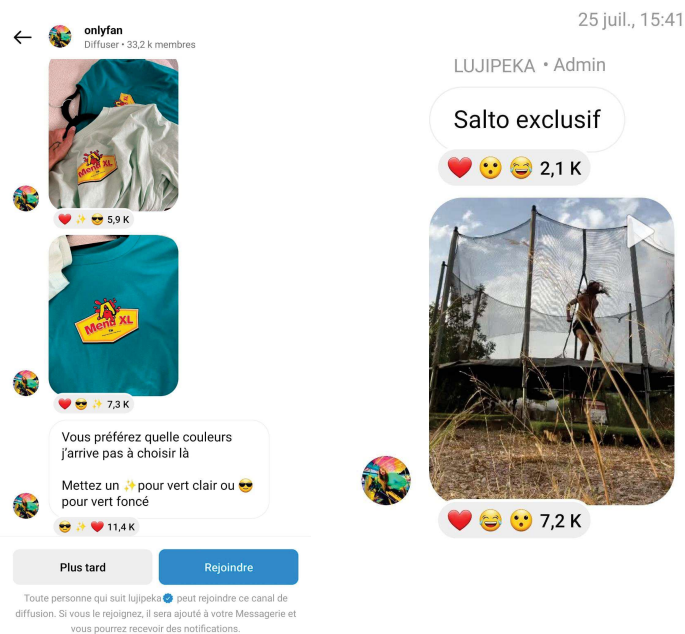 onlyfan
Diffuser • 33,2 k membres
Menü XL
5,9 K
Menü XL
7,3 K
Vous préférez quelle couleurs
j’arrive pas à choisir là
Mettez un ✨pour vert clair ou 😎
pour vert foncé
11,4 K
Plus tard
Rejoindre
Toute personne qui suit lujipeka peut rejoindre ce canal de
diffusion. Si vous le rejoignez, il sera ajouté à votre Messagerie et
vous pourrez recevoir des notifications.
25 juil., 15:41
LUJIPEKA • Admin
Salto exclusif
2,1 K
7,2 K